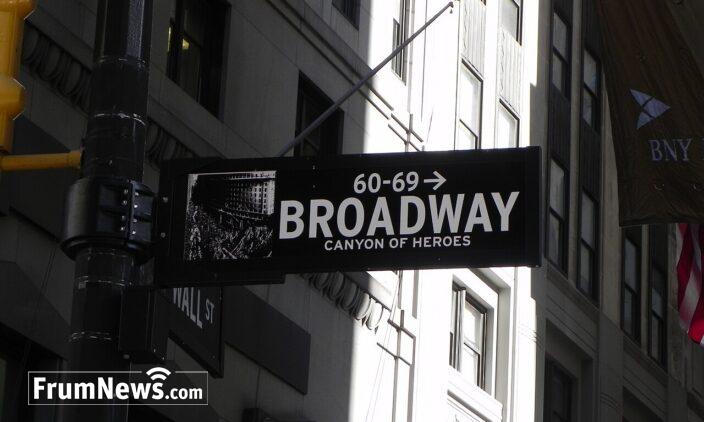 60-69→
BROADWAY
CANYON OF HEROES
WALL ST
BNY
FrumNews.com